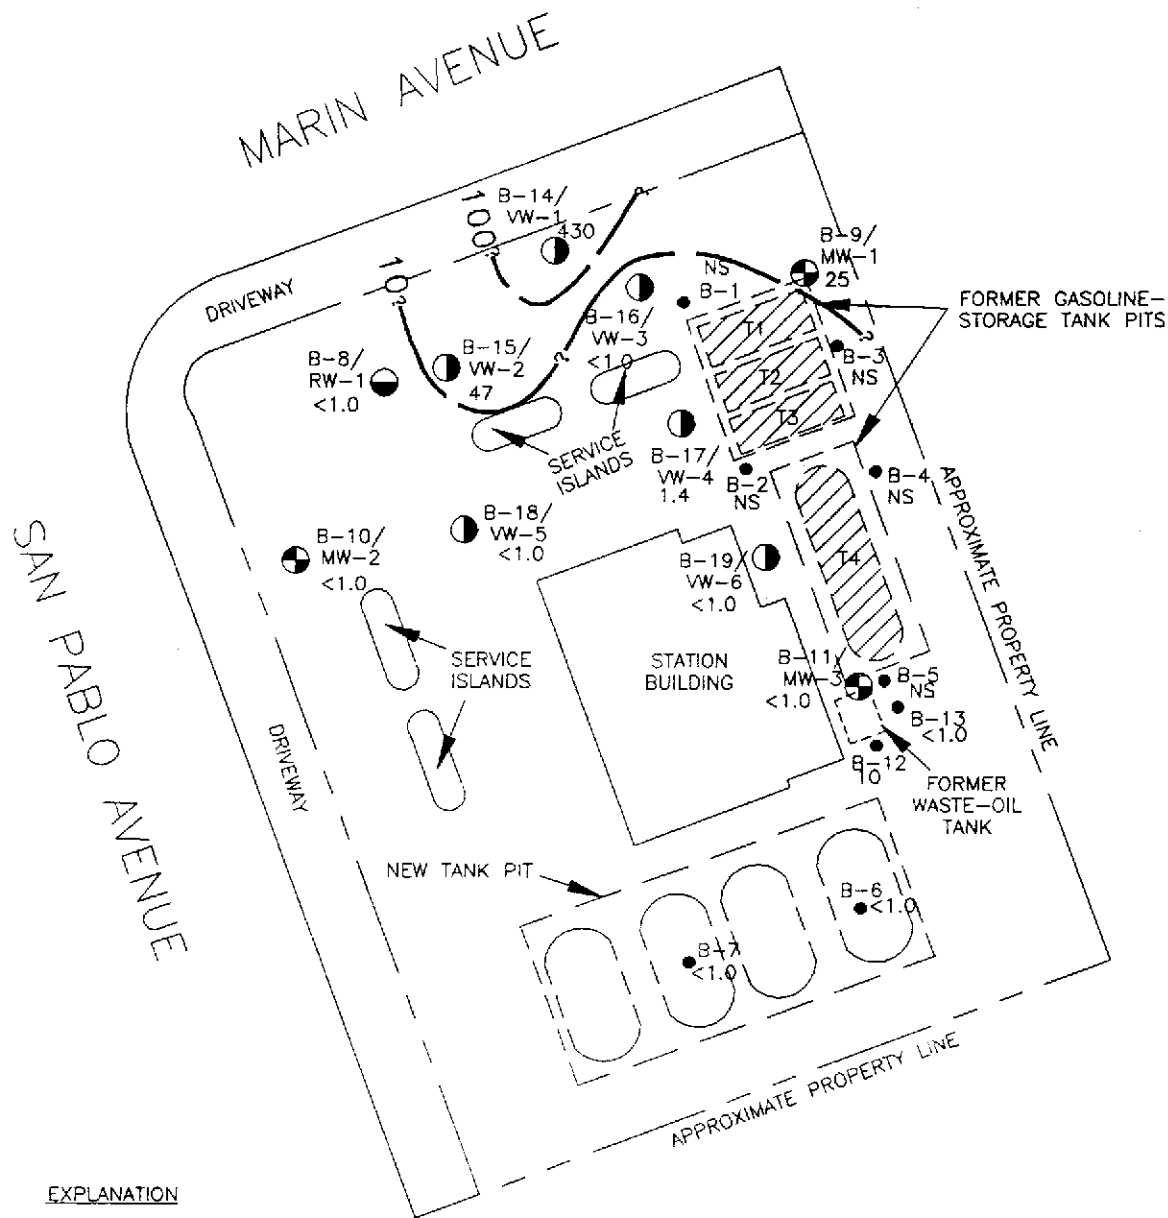 MARIN AVENUE
B-14/
VW-1
430
100?
10?
?
DRIVEWAY
B-9/
MW-1
25
NS
B-1
FORMER GASOLINE-
STORAGE TANK PITS
B-16/
VW-3
<1.0
T1
?
B-15/
VW-2
47
?
B-3
NS
B-8/
RW-1
<1.0
T2
T3
SERVICE
ISLANDS
B-17/
VW-4
1.4
B-2
NS
B-4
NS
APPROXIMATE PROPERTY LINE
B-18/
VW-5
<1.0
B-10/
MW-2
<1.0
B-19/
VW-6
<1.0
T4
SAN PABLO AVENUE
SERVICE
ISLANDS
STATION
BUILDING
B-11/
MW-3
<1.0
B-5
NS
B-13
<1.0
B-12
10
DRIVEWAY
FORMER
WASTE-OIL
TANK
NEW TANK PIT
B-6
<1.0
B-7
<1.0
APPROXIMATE PROPERTY LINE
EXPLANATION